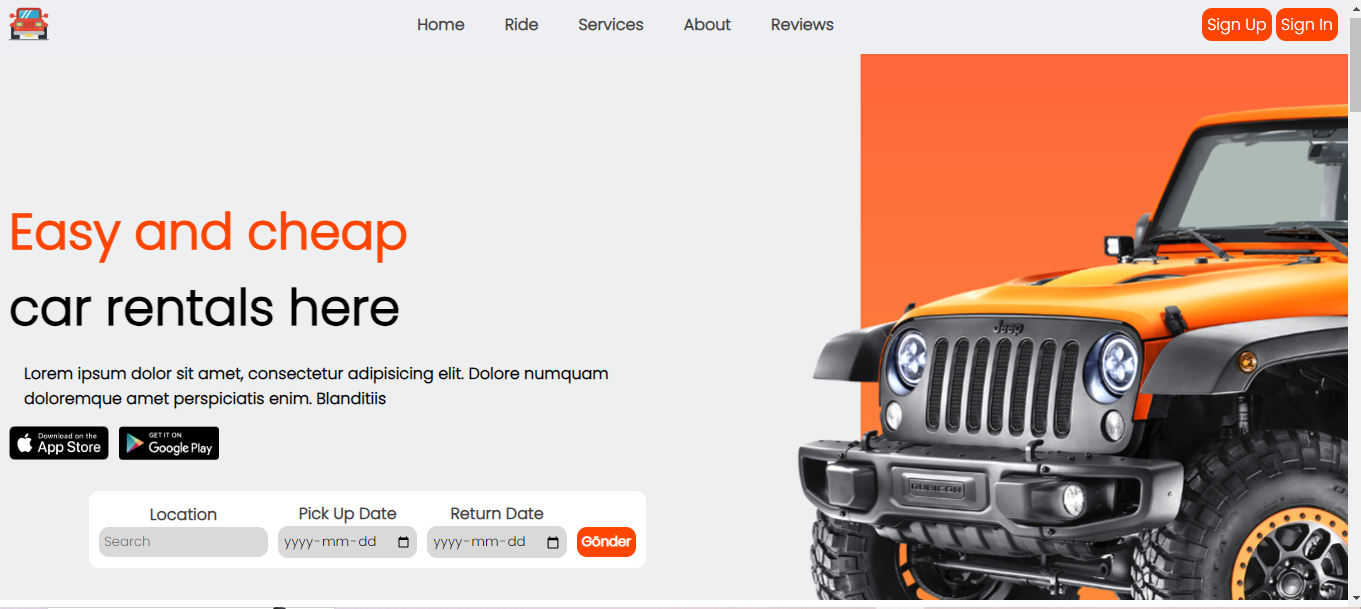 Home Ride Services About Reviews Sign Up Sign In
Easy and cheap
car rentals here
Lorem ipsum dolor sit amet, consectetur adipisicing elit. Dolore numquam
doloremque amet perspiciatis enim. Blanditiis
Download on the GET IT ON
App Store Google Play
Location Pick Up Date Return Date
Search yyyy-mm-dd yyyy-mm-dd Gönder
Jeep
RUBICON